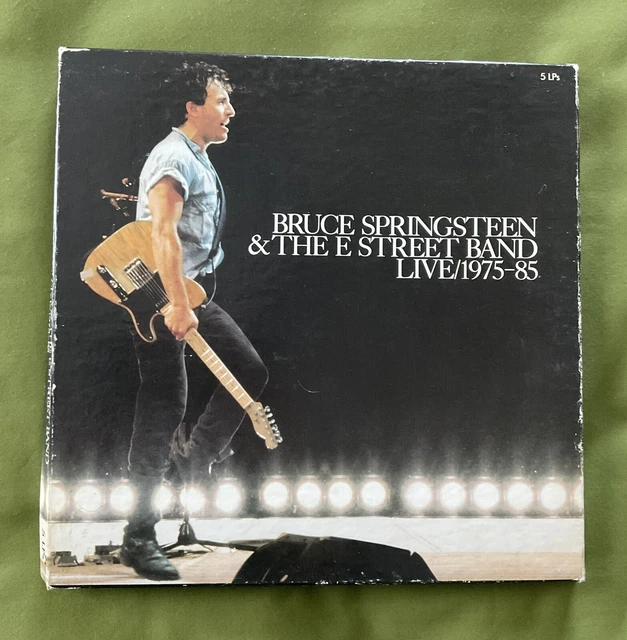 5 LPs
BRUCE SPRINGSTEEN
& THE E STREET BAND
LIVE/1975–85